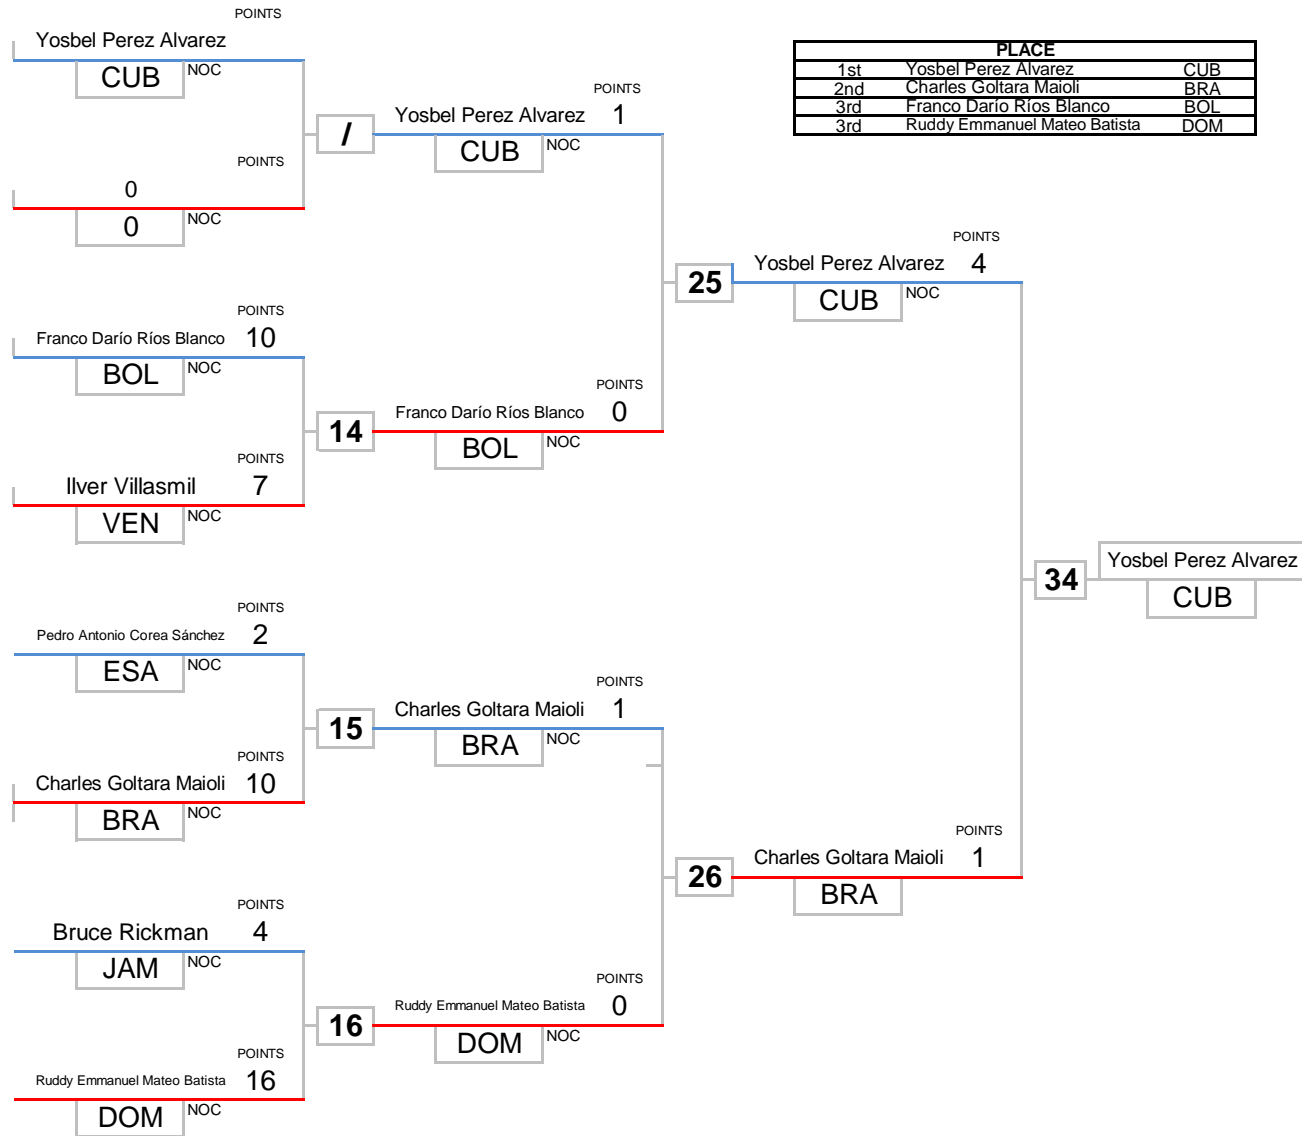 POINTS
Yosbel Perez Alvarez
CUB NOC
POINTS
0
0 NOC
/
POINTS
Franco Darío Ríos Blanco 10
BOL NOC
POINTS
Ilver Villasmil 7
VEN NOC
14
POINTS
Pedro Antonio Corea Sánchez 2
ESA NOC
POINTS
Charles Goltara Maioli 10
BRA NOC
15
POINTS
Bruce Rickman 4
JAM NOC
POINTS
Ruddy Emmanuel Mateo Batista 16
DOM NOC
16
POINTS
Yosbel Perez Alvarez 1
CUB NOC
POINTS
Franco Darío Ríos Blanco 0
BOL NOC
25
POINTS
Charles Goltara Maioli 1
BRA NOC
POINTS
Ruddy Emmanuel Mateo Batista 0
DOM NOC
26
POINTS
Yosbel Perez Alvarez 4
CUB NOC
POINTS
Charles Goltara Maioli 1
BRA
34
Yosbel Perez Alvarez
CUB
PLACE
1st Yosbel Perez Alvarez CUB
2nd Charles Goltara Maioli BRA
3rd Franco Darío Ríos Blanco BOL
3rd Ruddy Emmanuel Mateo Batista DOM